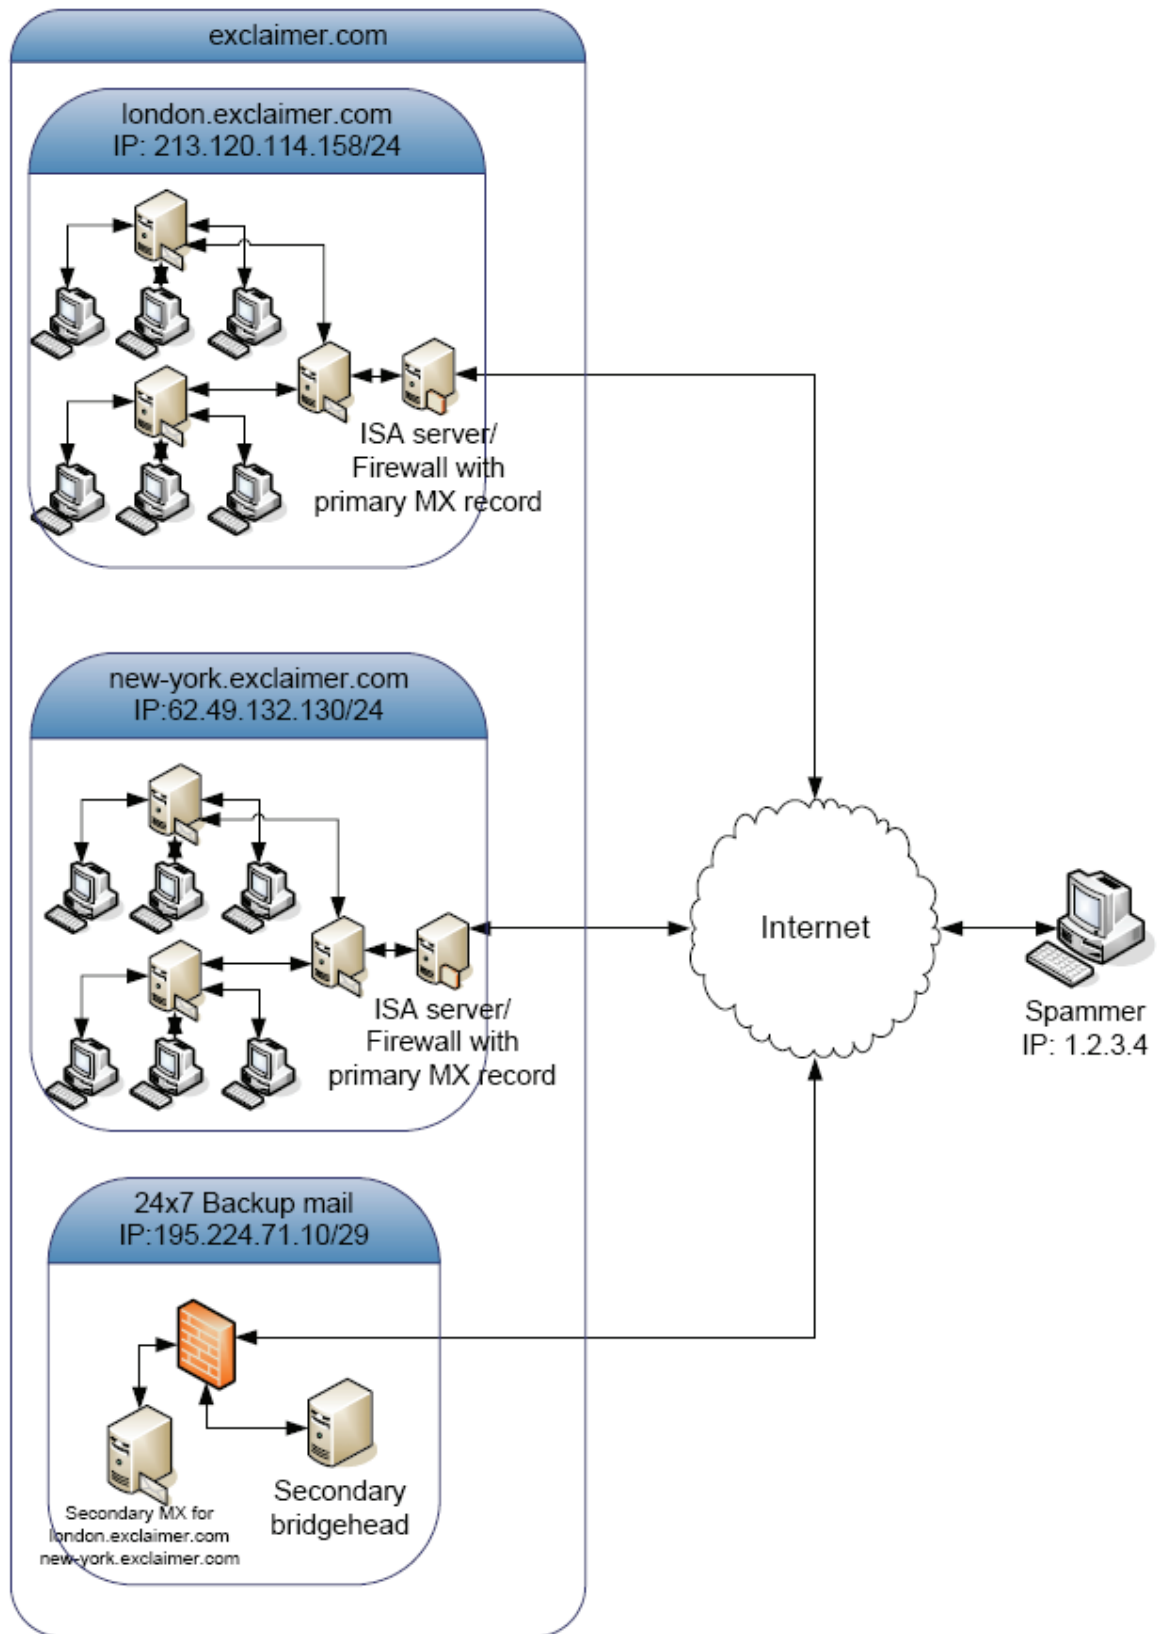 exclaimer.com
london.exclaimer.com
IP: 213.120.114.158/24
ISA server/
Firewall with
primary MX record
new-york.exclaimer.com
IP:62.49.132.130/24
ISA server/
Firewall with
primary MX record
Internet
Spammer
IP: 1.2.3.4
24x7 Backup mail
IP:195.224.71.10/29
Secondary MX for
london.exclaimer.com
new-york.exclaimer.com
Secondary
bridgehead